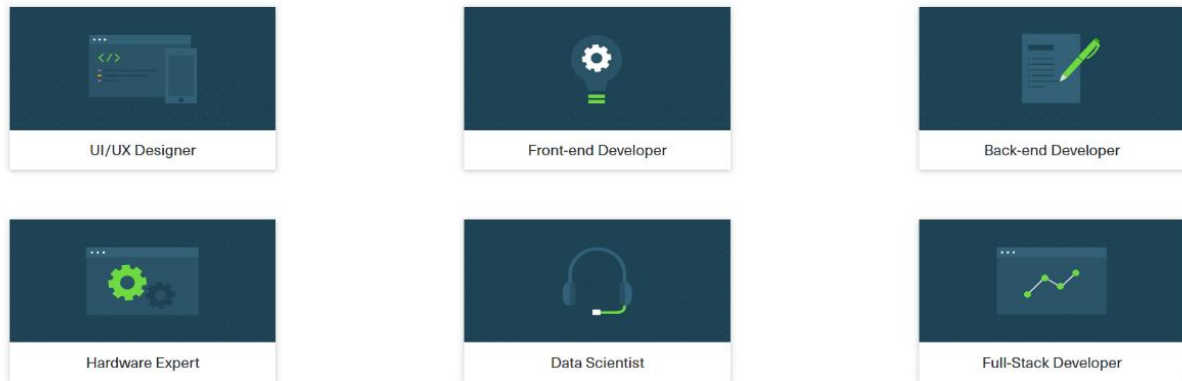 </>
UI/UX Designer
Front-end Developer
Back-end Developer
Hardware Expert
Data Scientist
Full-Stack Developer